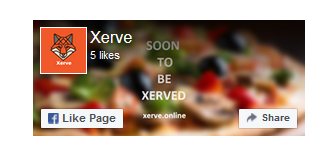 Xerve
5 likes
Xerve
SOON
TO
BE
XERVED
xerve.online
Like Page
Share